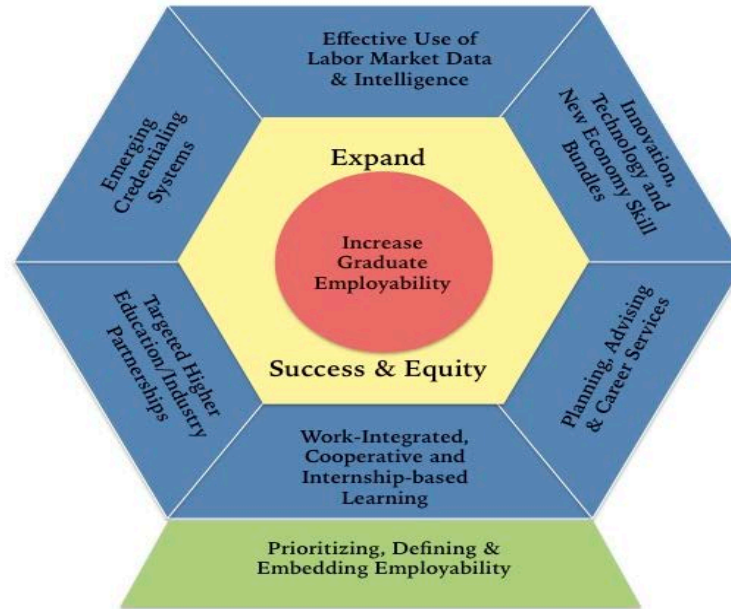 Effective Use of
Labor Market Data
& Intelligence
Innovation,
Technology and
New Economy Skill
Bundles
Emerging
Credentialing
Systems
Expand
Increase
Graduate
Employability
Success & Equity
Targeted Higher
Education/Industry
Partnerships
Planning, Advising
& Career Services
Work-Integrated,
Cooperative and
Internship-based
Learning
Prioritizing, Defining &
Embedding Employability